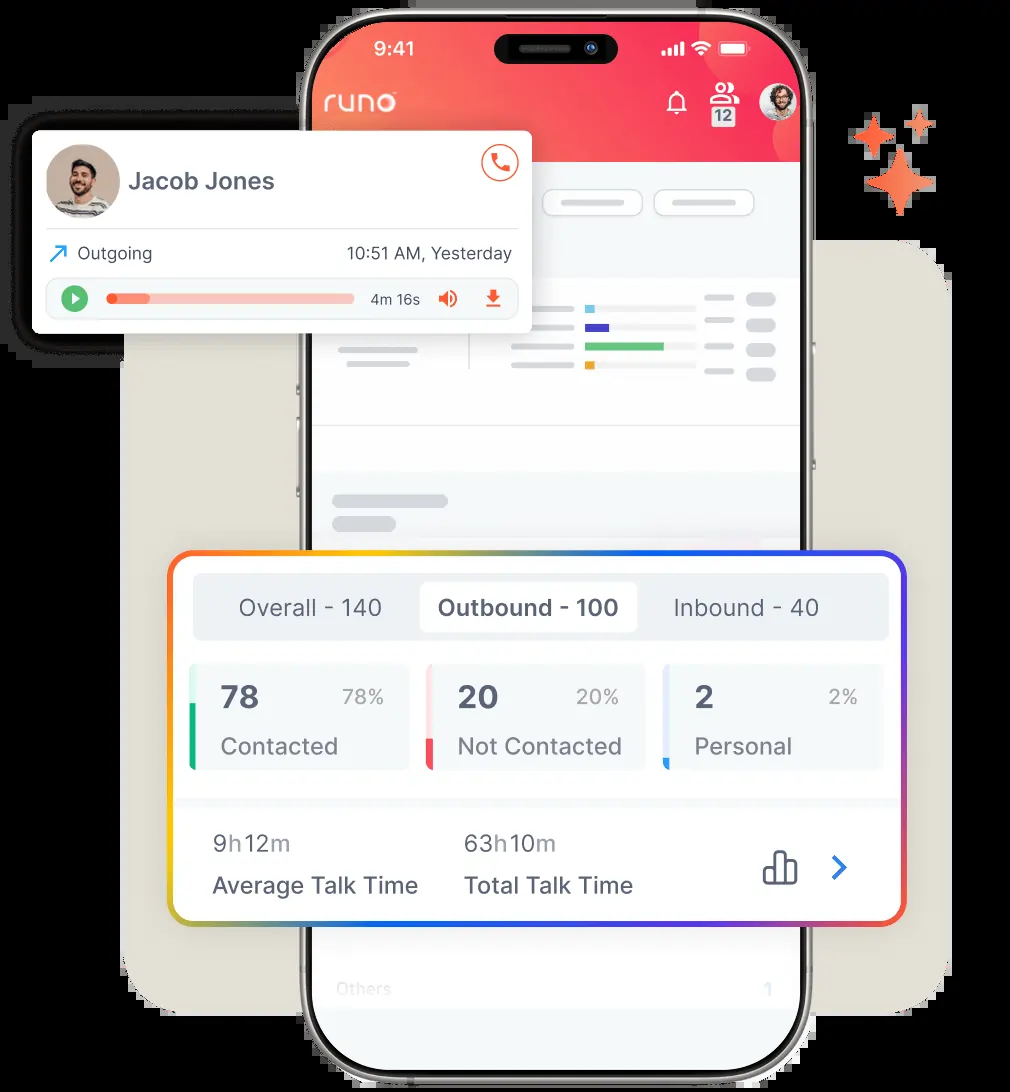 9:41
runo
12
Jacob Jones
Outgoing 10:51 AM, Yesterday
4m 16s
Overall - 140 Outbound - 100 Inbound - 40
78 78% 20 20% 2 2%
Contacted Not Contacted Personal
9h12m 63h10m
Average Talk Time Total Talk Time
Others 1